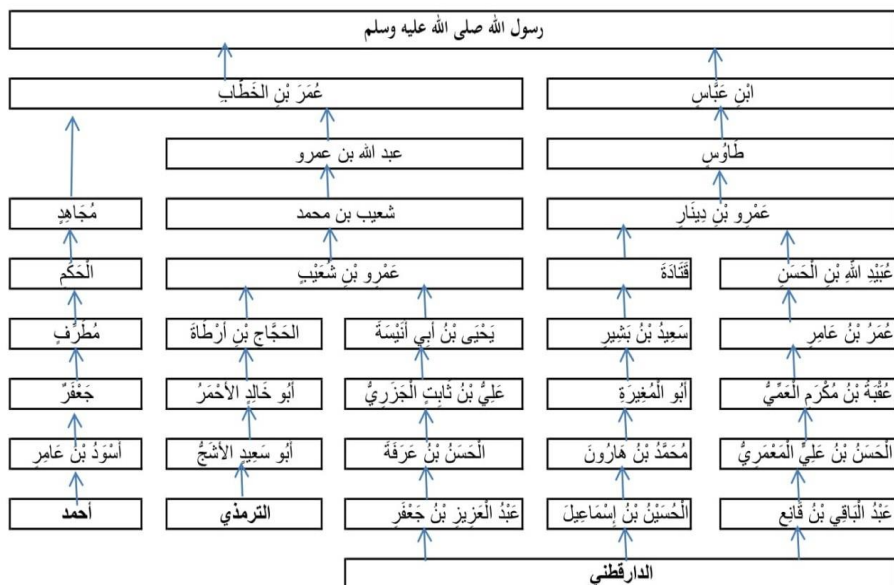 رسول الله صلى الله عليه وسلم
ابْنِ عَبَّاسٍ
عُمَرَ بْنِ الخَطَّابِ
طَاوُسٍ
عبد الله بن عمرو
عَمْرِو بْنِ دِينَارٍ
شعيب بن محمد
مُجَاهِدٍ
عُبَيْدِ اللَّهِ بْنِ الْحَسَنِ
قَتَادَةَ
عَمْرِو بْنِ شُعَيْبٍ
الْحَكَمِ
عُمَرُ بْنُ عَامِرٍ
سَعِيدُ بْنُ بَشِيرٍ
يَحْيَى بْنُ أَبِي أُنَيْسَةَ
الحَجَّاجِ بْنِ أَرْطَاةَ
مُطَرِّفٍ
عُقْبَةُ بْنُ مُكْرَمِ الْعَمِّيُّ
أَبُو الْمُغِيرَةِ
عَلِيُّ بْنُ ثَابِتٍ الْجَزَرِيُّ
أَبُو خَالِدٍ الأَحْمَرُ
جَعْفَرٌ
الْحَسَنُ بْنُ عَلِيٍّ الْمَعْمَرِيُّ
مُحَمَّدُ بْنُ هَارُونَ
الْحَسَنُ بْنُ عَرَفَةَ
أَبُو سَعِيدٍ الأَشَجُّ
أَسْوَدُ بْنُ عَامِرٍ
عَبْدُ الْبَاقِي بْنُ قَانِعٍ
الْحُسَيْنُ بْنُ إِسْمَاعِيلَ
عَبْدُ الْعَزِيزِ بْنُ جَعْفَرٍ
الترمذي
أحمد
الدارقطني